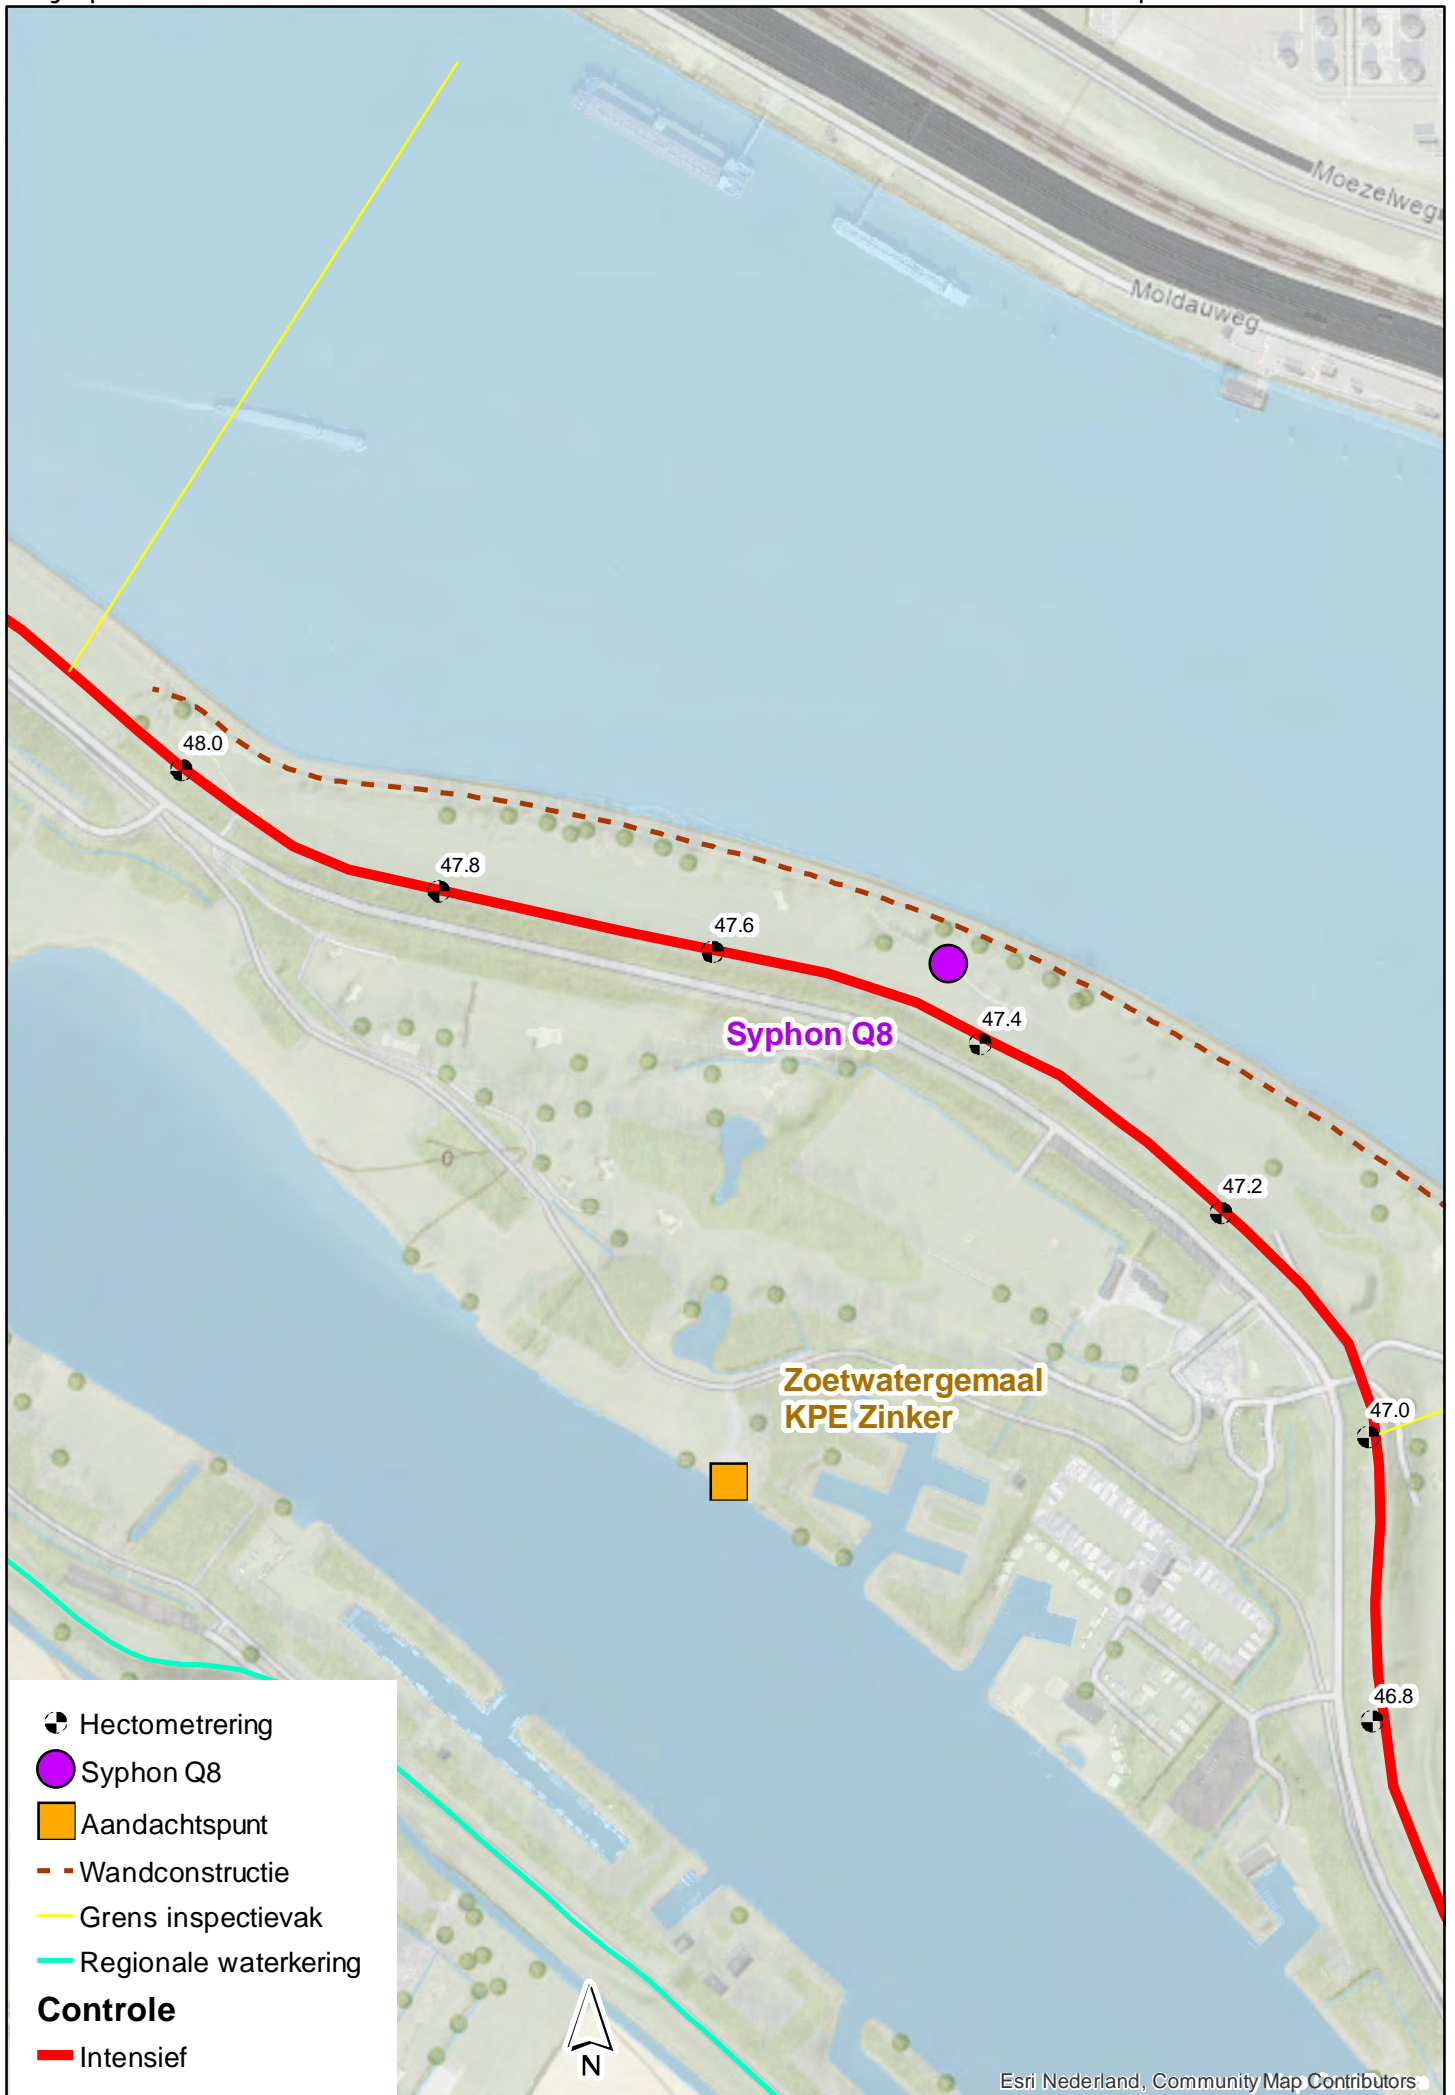 Moezelweg
Moldauweg
48.0
47.8
47.6
47.4
Syphon Q8
47.2
Zoetwatergemaal
KPE Zinker
47.0
46.8
Hectometrering
Syphon Q8
Aandachtspunt
Wandconstructie
Grens inspectievak
Regionale waterkering
Controle
Intensief
N
Esri Nederland, Community Map Contributors